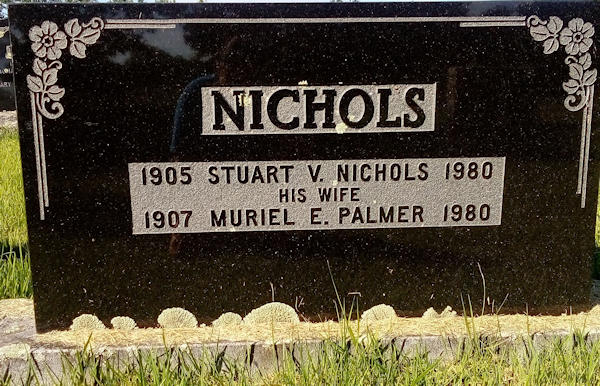 NICHOLS
1905 STUART V. NICHOLS 1980
HIS WIFE
1907 MURIEL E. PALMER 1980